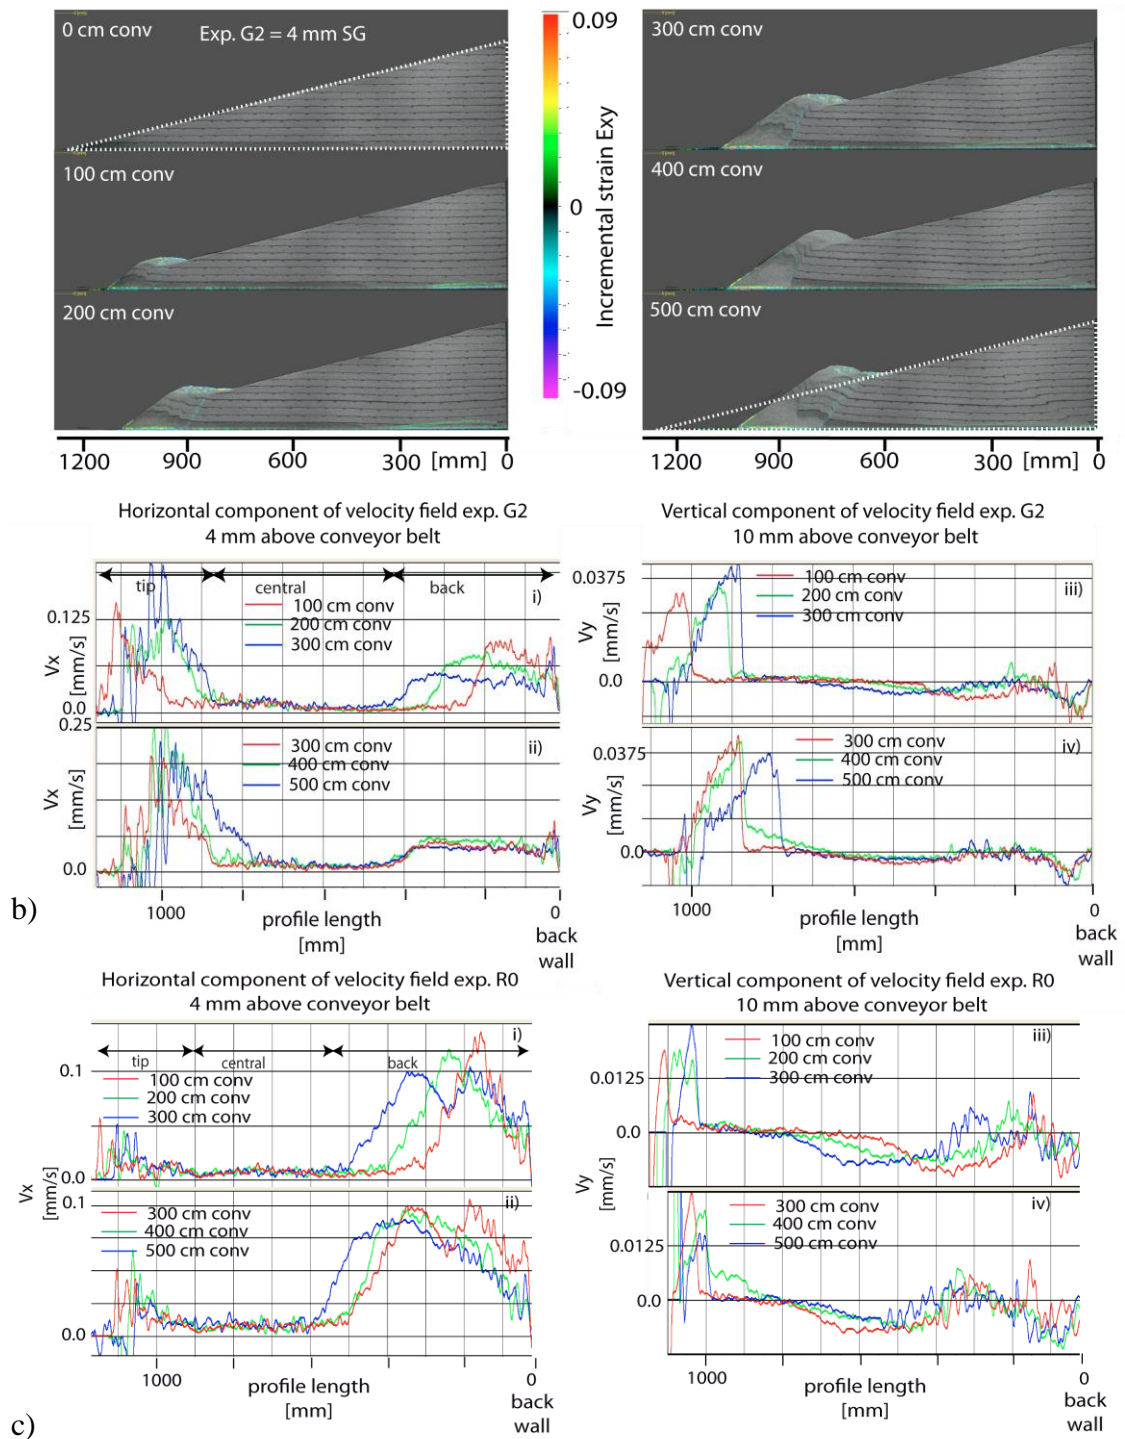 0 cm conv
Exp. G2 = 4 mm SG
100 cm conv
200 cm conv
0.09
0
-0.09
Incremental strain Exy
300 cm conv
400 cm conv
500 cm conv
1200 900 600 300 [mm] 0
1200 900 600 300 [mm] 0
Horizontal component of velocity field exp. G2
4 mm above conveyor belt
tip central back
i)
100 cm conv
200 cm conv
300 cm conv
0.125
0.0
Vx
[mm/s]
0.25
ii)
300 cm conv
400 cm conv
500 cm conv
Vx
[mm/s]
0.0
1000
profile length
[mm]
0
back
wall
Vertical component of velocity field exp. G2
10 mm above conveyor belt
0.0375
100 cm conv
200 cm conv
300 cm conv
iii)
Vy
[mm/s]
0.0
300 cm conv
400 cm conv
500 cm conv
iv)
0.0375
Vy
[mm/s]
0.0
1000
profile length
[mm]
0
back
wall
b)
Horizontal component of velocity field exp. R0
4 mm above conveyor belt
tip central back
i)
0.1
100 cm conv
200 cm conv
300 cm conv
0.0
Vx
[mm/s]
0.1
300 cm conv
400 cm conv
500 cm conv
ii)
0.0
1000
profile length
[mm]
0
back
wall
Vertical component of velocity field exp. R0
10 mm above conveyor belt
100 cm conv
200 cm conv
300 cm conv
iii)
0.0125
0.0
Vy
[mm/s]
300 cm conv
400 cm conv
500 cm conv
iv)
0.0125
0.0
1000
profile length
[mm]
0
back
wall
c)